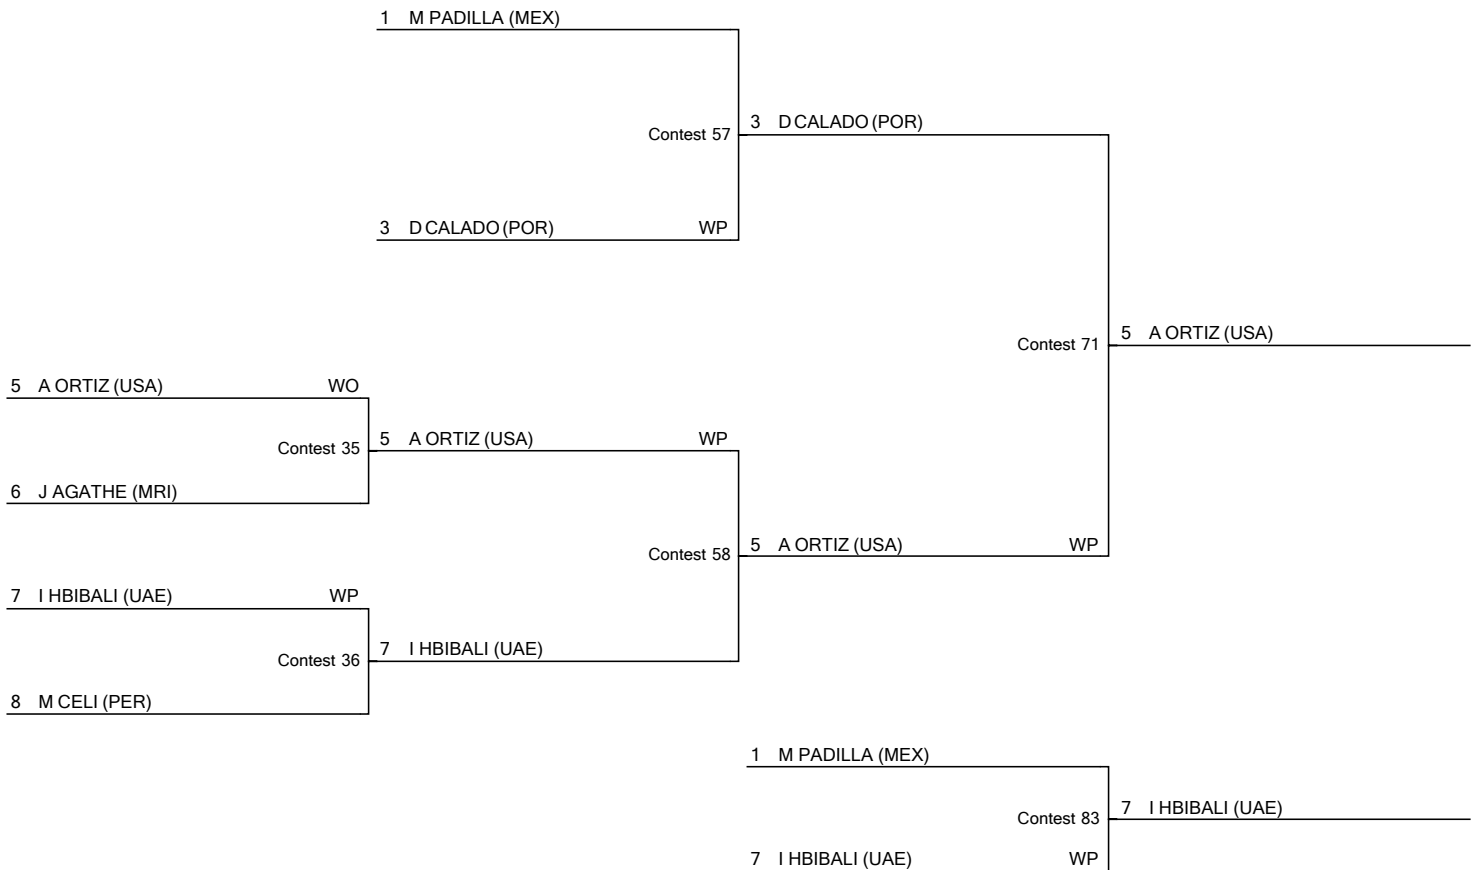 1 M PADILLA (MEX)
Contest 57
3 D CALADO (POR)
3 D CALADO (POR) WP
Contest 71
5 A ORTIZ (USA)
5 A ORTIZ (USA) WO
Contest 35
5 A ORTIZ (USA) WP
6 J AGATHE (MRI)
Contest 58
5 A ORTIZ (USA) WP
7 I HBIBALI (UAE) WP
Contest 36
7 I HBIBALI (UAE)
8 M CELI (PER)
1 M PADILLA (MEX)
Contest 83
7 I HBIBALI (UAE)
7 I HBIBALI (UAE) WP